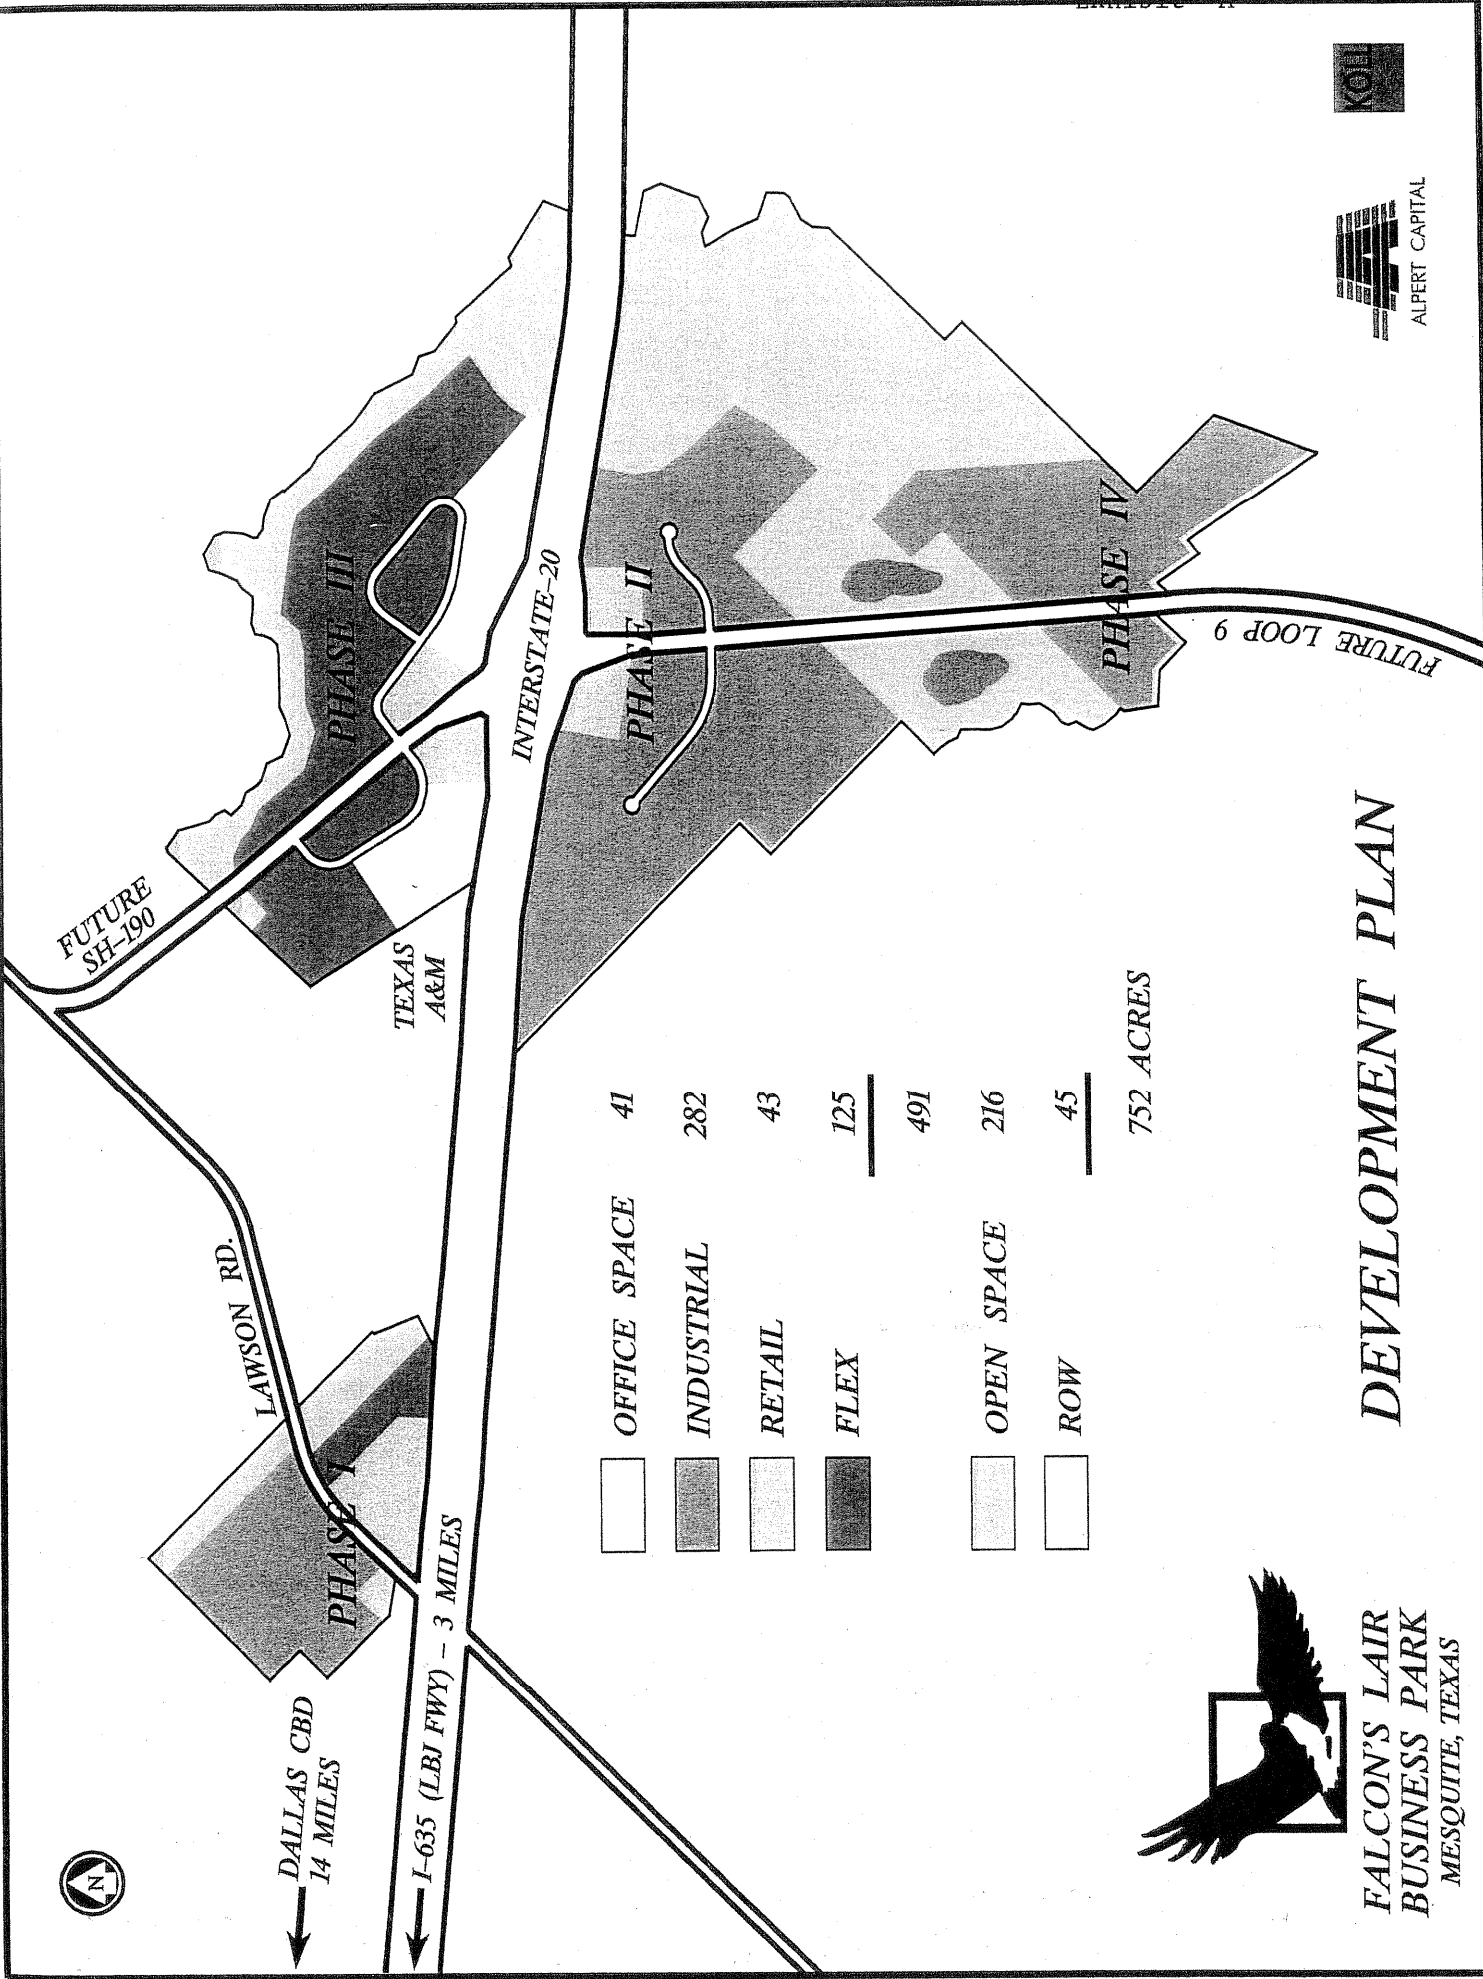 Exhibit A
KOLL
ALPERT CAPITAL
N
DALLAS CBD
14 MILES
I-635 (LBJ FWY) – 3 MILES
PHASE I
LAWSON RD.
FUTURE
SH-190
TEXAS
A&M
PHASE III
INTERSTATE-20
PHASE II
PHASE IV
FUTURE LOOP 9
OFFICE SPACE 41
INDUSTRIAL 282
RETAIL 43
FLEX 125
491
OPEN SPACE 216
ROW 45
752 ACRES
FALCON'S LAIR
BUSINESS PARK
MESQUITE, TEXAS
DEVELOPMENT PLAN